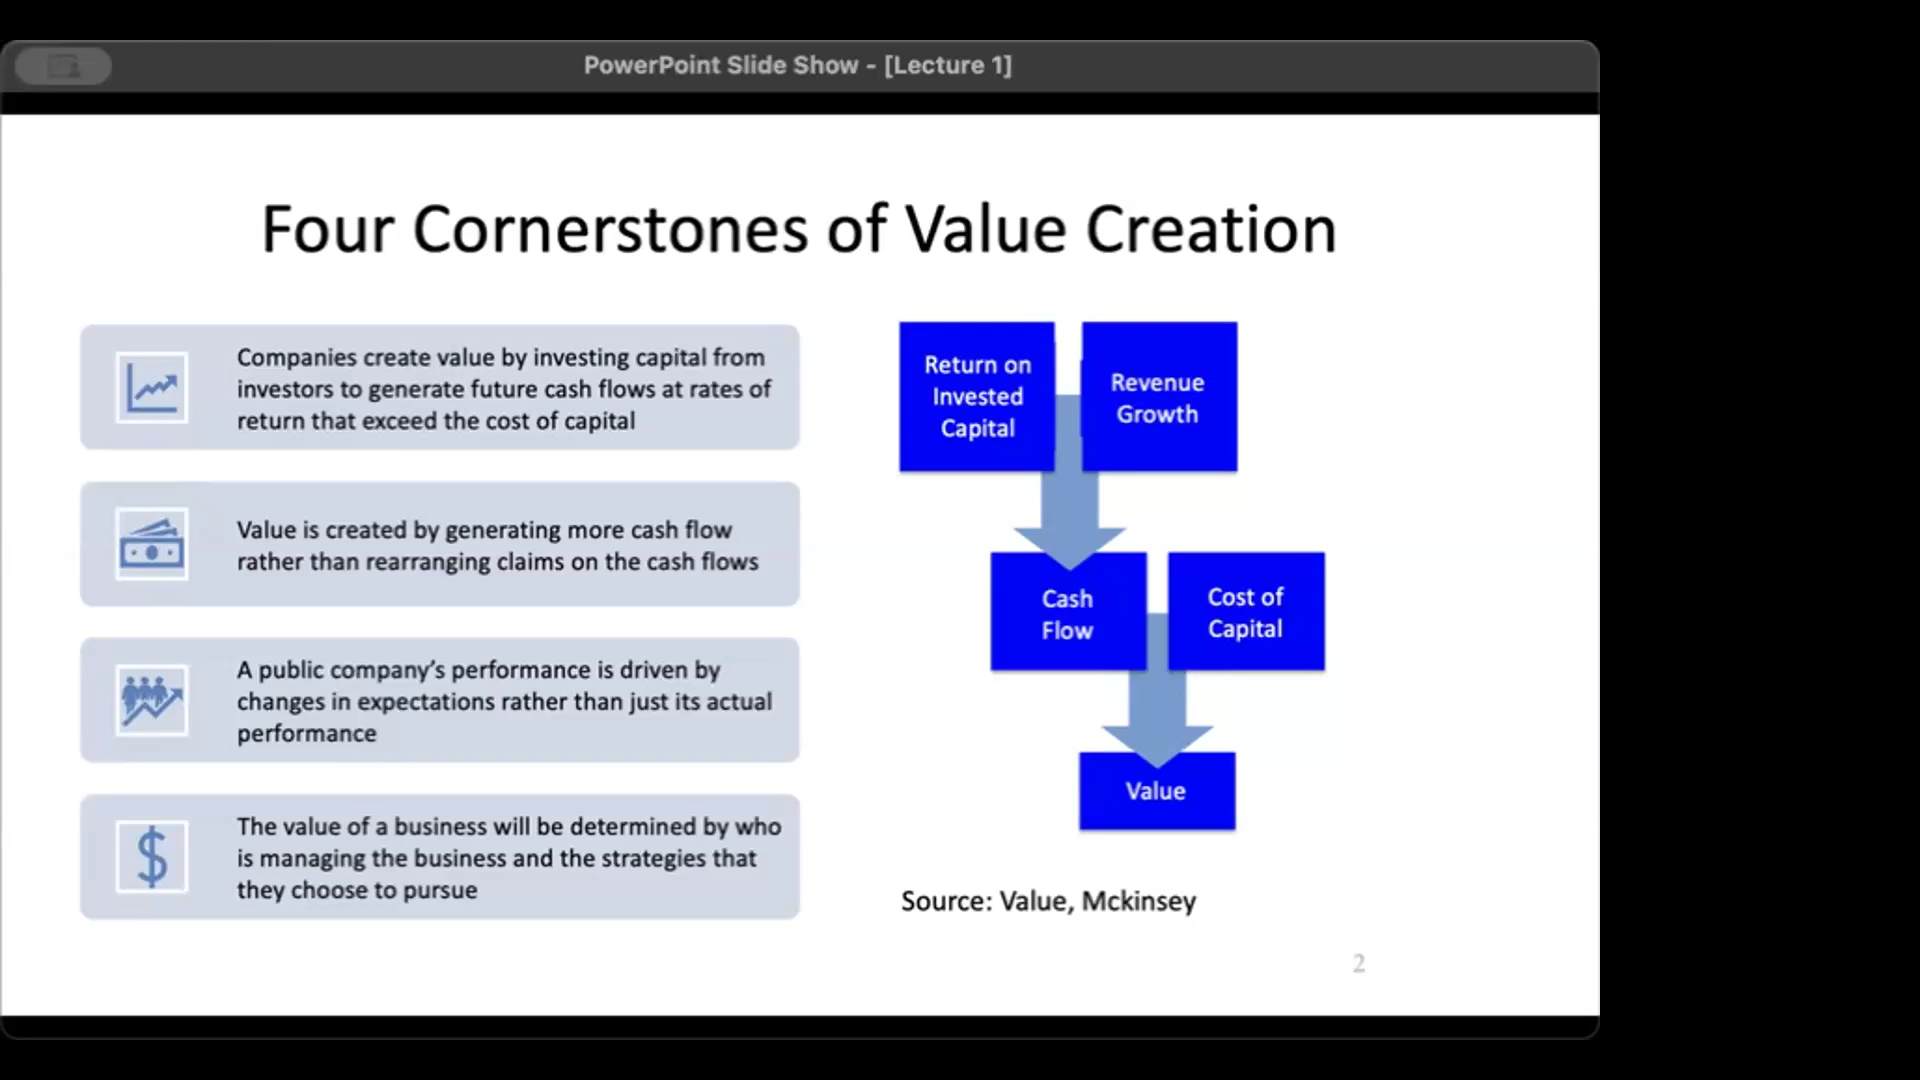 PowerPoint Slide Show - [Lecture 1]
Four Cornerstones of Value Creation
Companies create value by investing capital from
investors to generate future cash flows at rates of
return that exceed the cost of capital
Value is created by generating more cash flow
rather than rearranging claims on the cash flows
A public company’s performance is driven by
changes in expectations rather than just its actual
performance
The value of a business will be determined by who
is managing the business and the strategies that
they choose to pursue
Return on
Invested
Capital
Revenue
Growth
Cash
Flow
Cost of
Capital
Value
Source: Value, Mckinsey
2